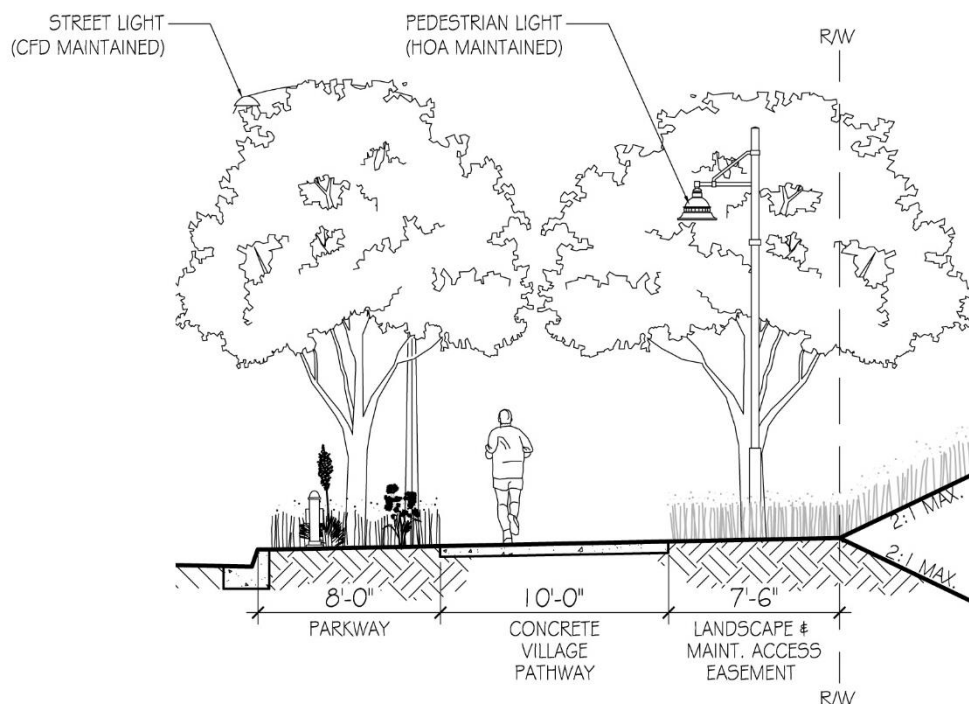 STREET LIGHT
(CFD MAINTAINED)
PEDESTRIAN LIGHT
(HOA MAINTAINED)
R/W
2:1 MAX.
2:1 MAX.
8'-0"
PARKWAY
10'-0"
CONCRETE
VILLAGE
PATHWAY
7'-6"
LANDSCAPE &
MAINT. ACCESS
EASEMENT
R/W